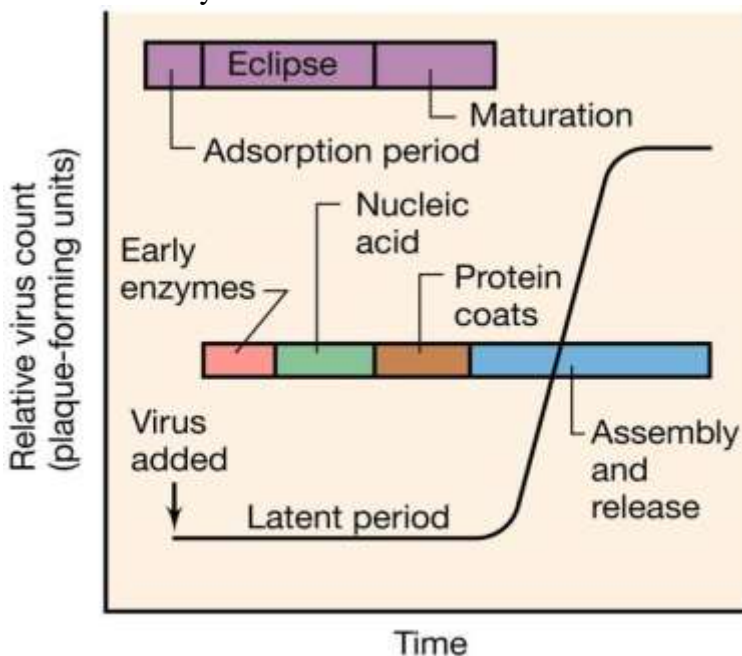 Eclipse
Maturation
Adsorption period
Nucleic
acid
Early
enzymes
Protein
coats
Virus
added
Assembly
and
release
Latent period
Relative virus count
(plaque-forming units)
Time